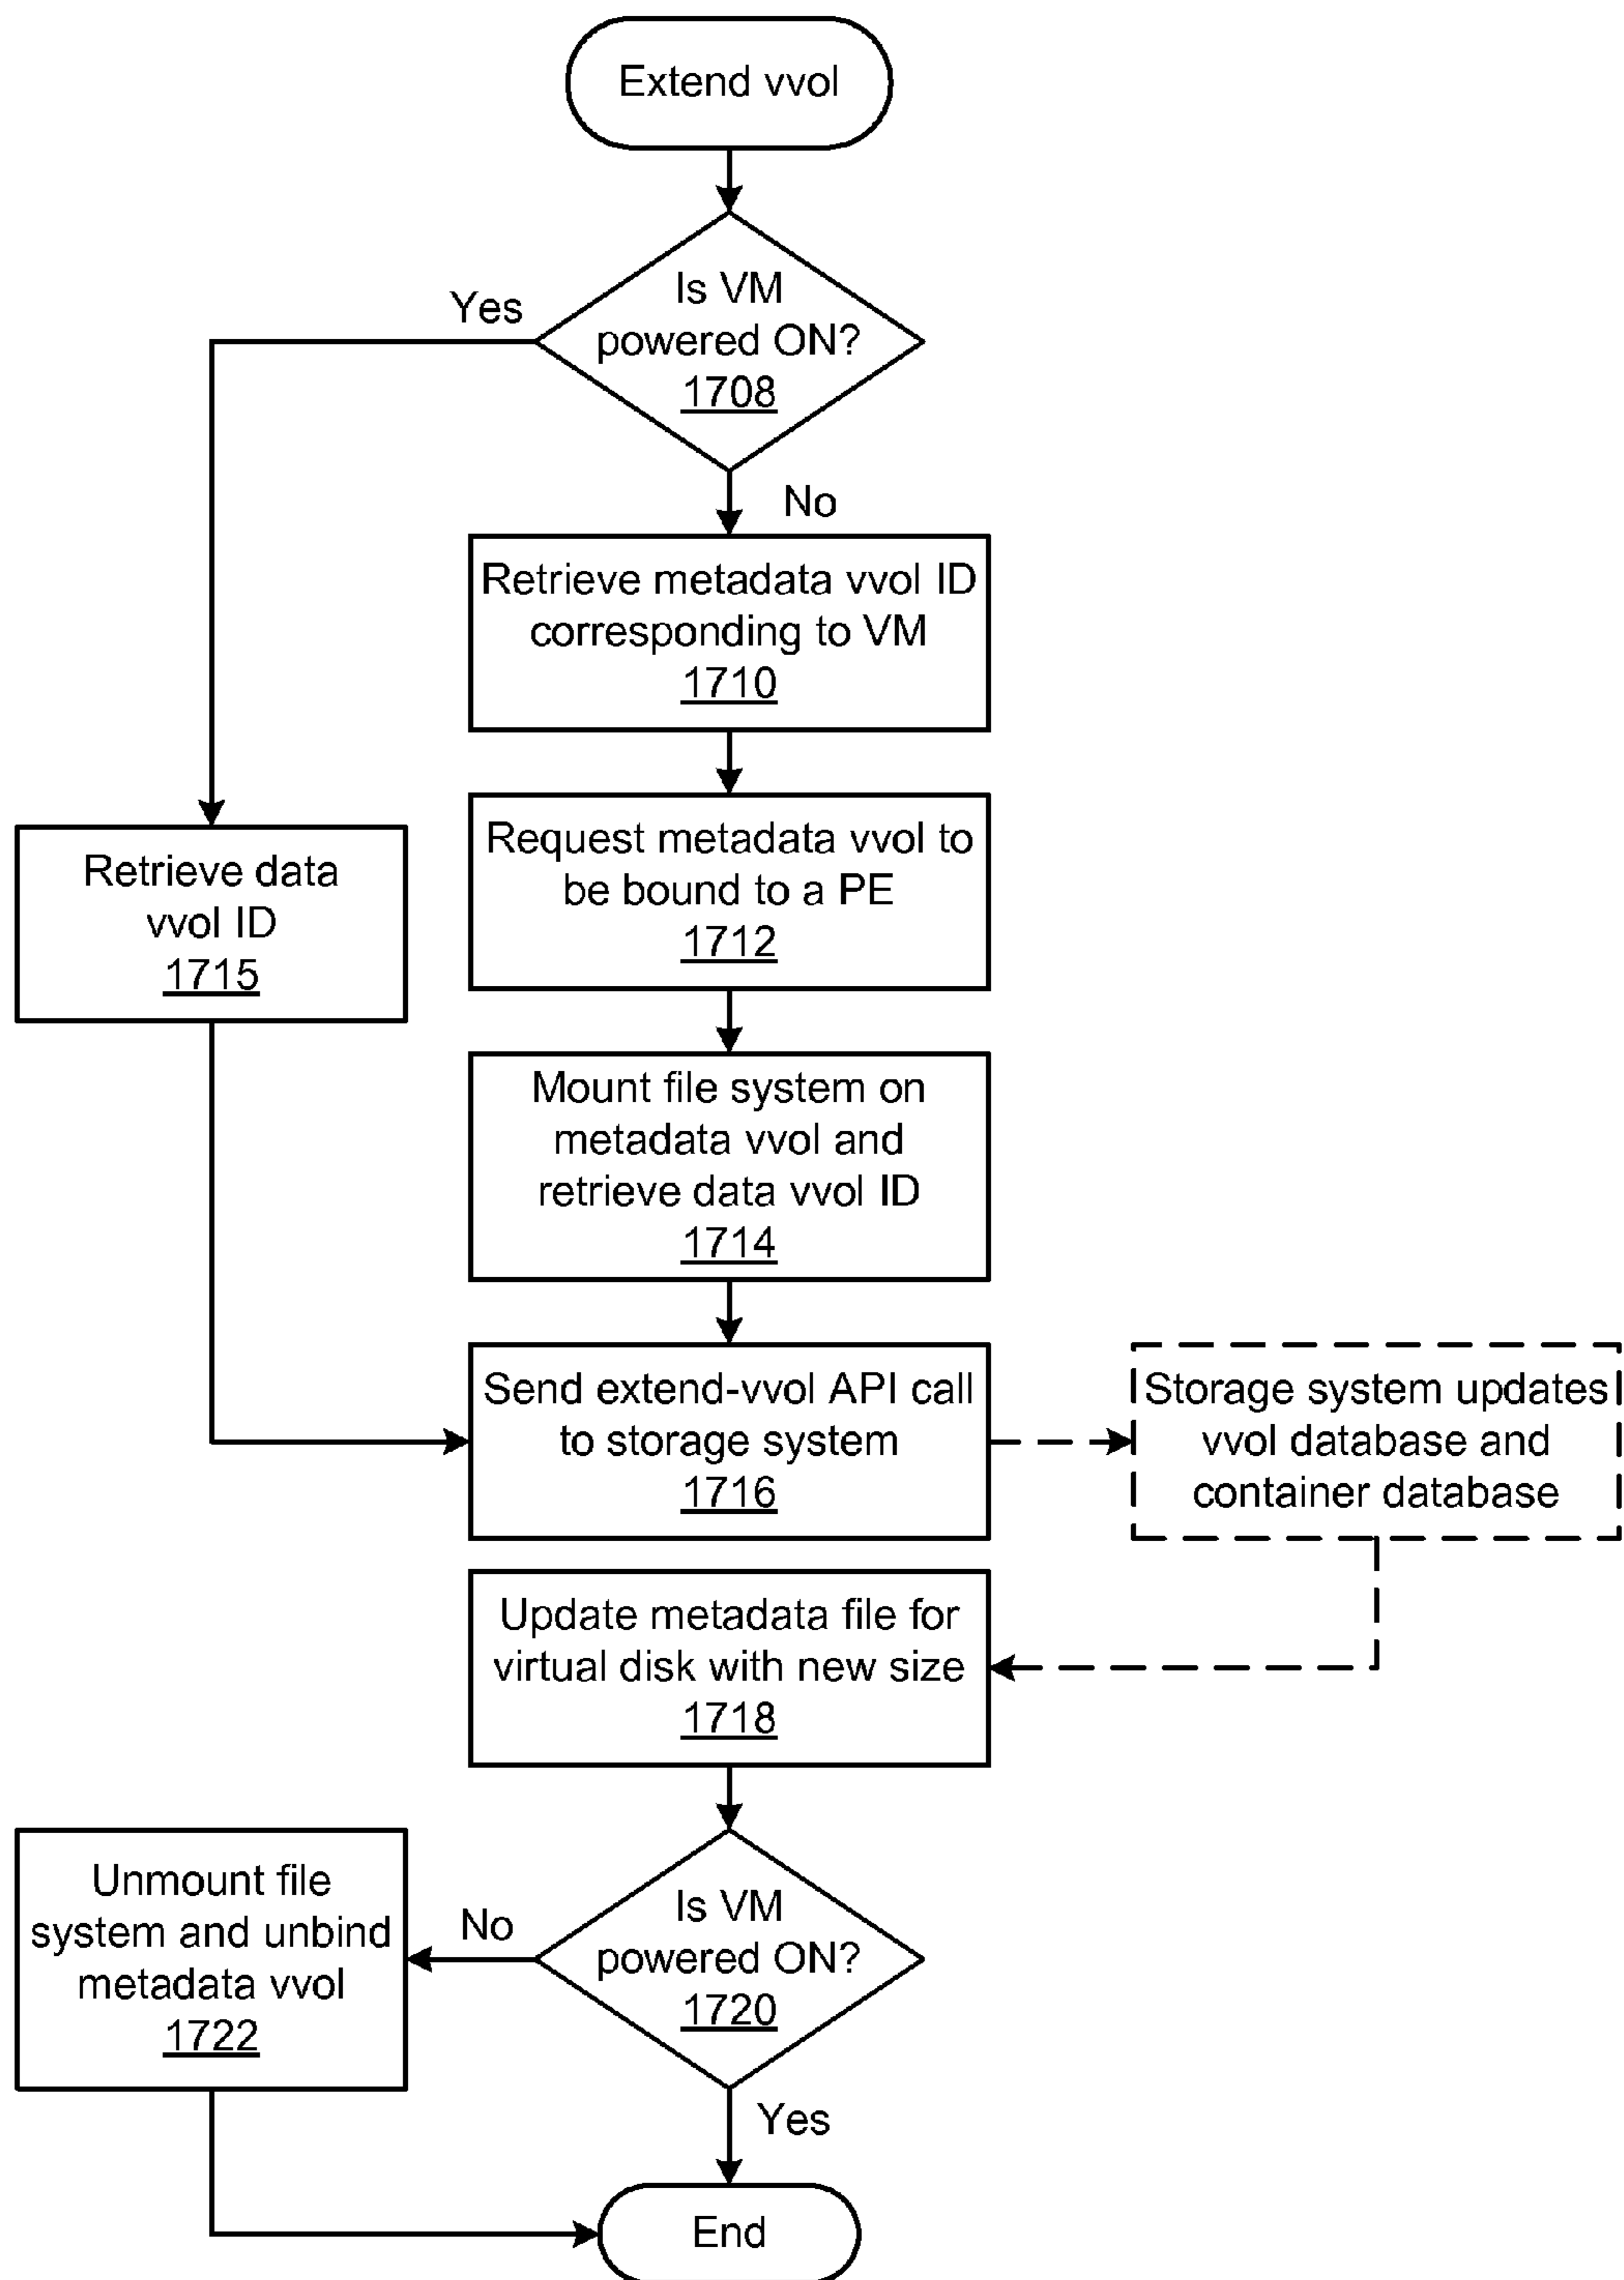 Extend vvol
Is VM
powered ON?
1708
Yes
No
Retrieve metadata vvol ID
corresponding to VM
1710
Request metadata vvol to
be bound to a PE
1712
Retrieve data
vvol ID
1715
Mount file system on
metadata vvol and
retrieve data vvol ID
1714
Send extend-vvol API call
to storage system
1716
Storage system updates
vvol database and
container database
Update metadata file for
virtual disk with new size
1718
Is VM
powered ON?
1720
No
Unmount file
system and unbind
metadata vvol
1722
Yes
End